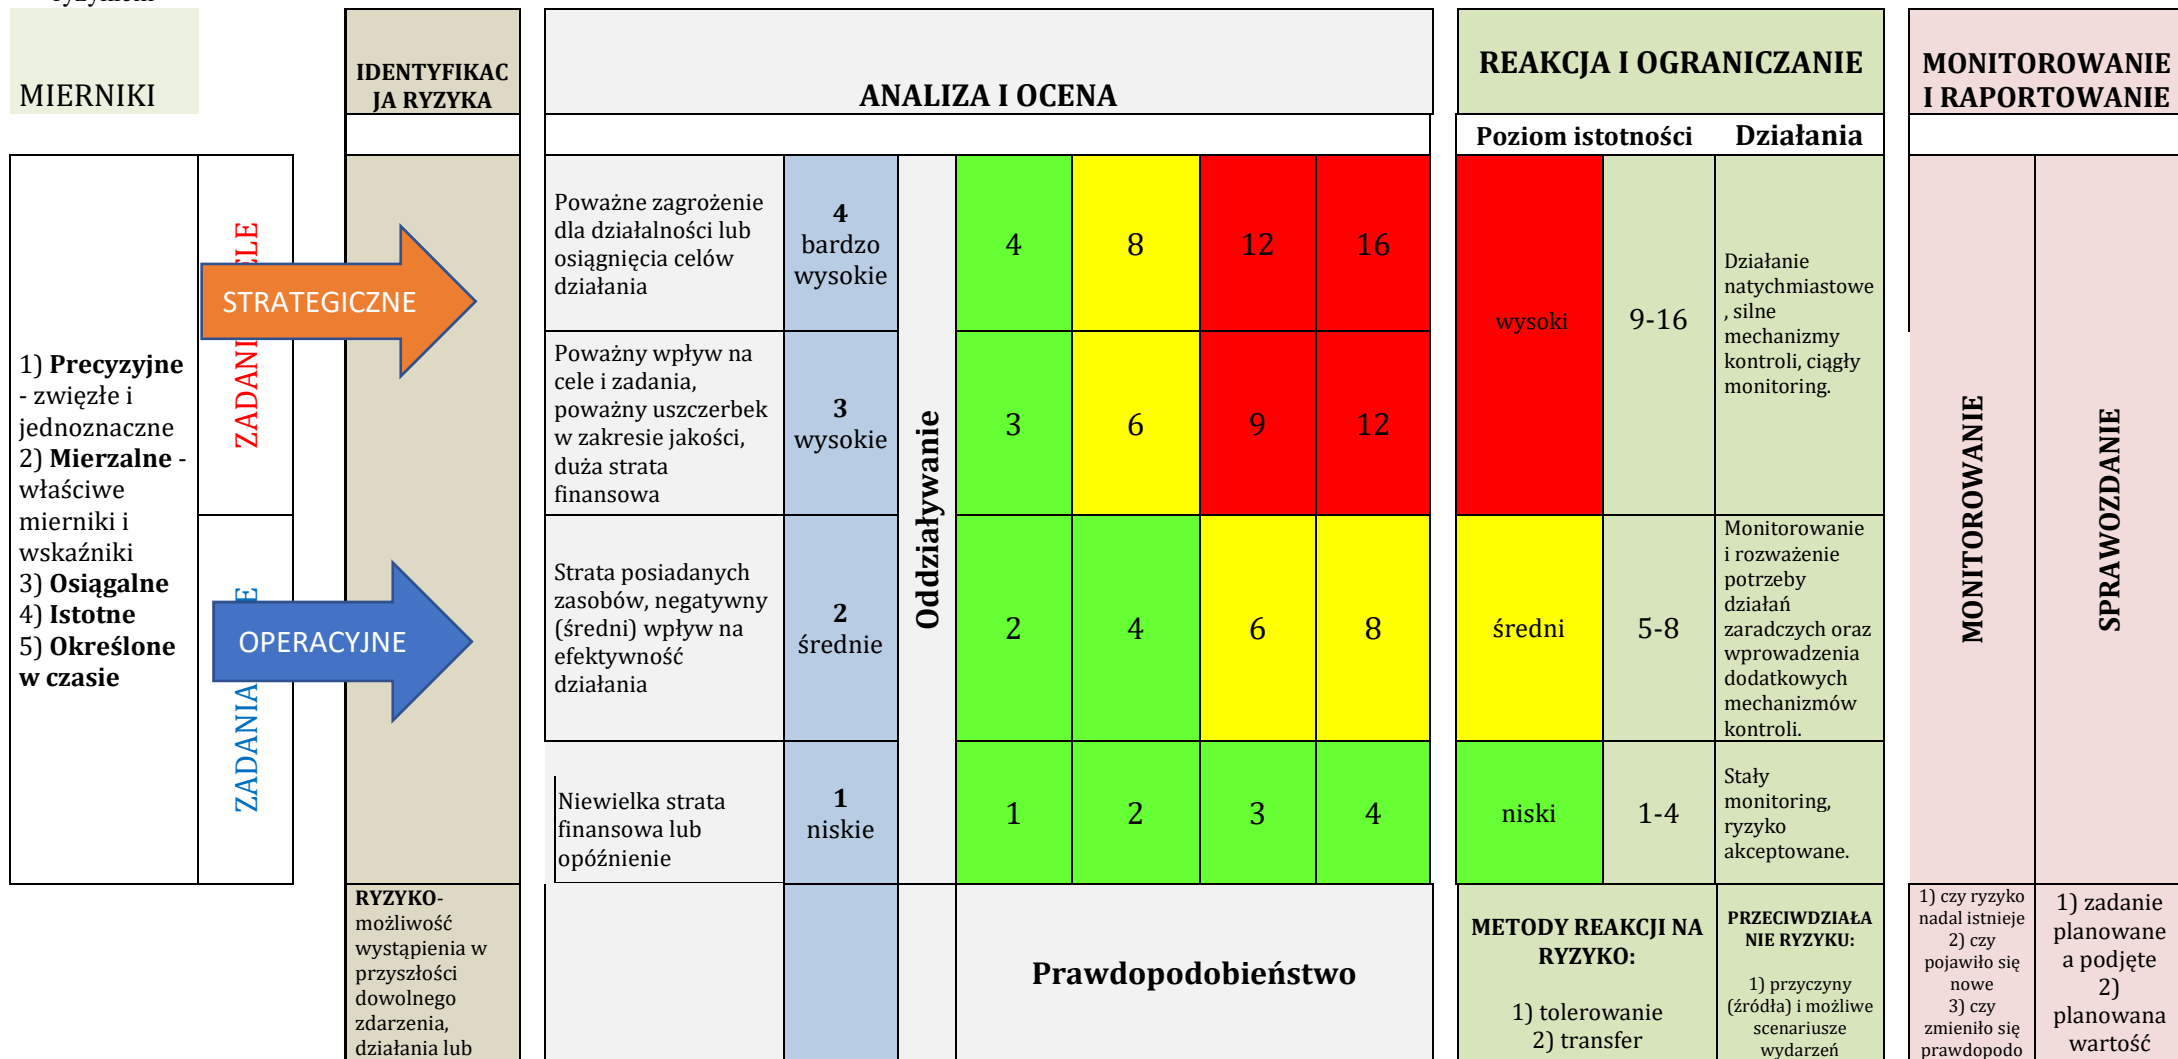 MIERNIKI
IDENTYFIKAC
JA RYZYKA
ANALIZA I OCENA
REAKCJA I OGRANICZANIE
MONITOROWANIE
I RAPORTOWANIE
Poziom istotności
Działania
1) Precyzyjne
- zwięzłe i
jednoznaczne
2) Mierzalne -
właściwe
mierniki i
wskaźniki
3) Osiągalne
4) Istotne
5) Określone
w czasie
STRATEGICZNE
OPERACYJNE
Poważne zagrożenie
dla działalności lub
osiągnięcia celów
działania
4
bardzo
wysokie
4
8
12
16
Poważny wpływ na
cele i zadania,
poważny uszczerbek
w zakresie jakości,
duża strata
finansowa
3
wysokie
3
6
9
12
Strata posiadanych
zasobów, negatywny
(średni) wpływ na
efektywność
działania
2
średnie
2
4
6
8
Niewielka strata
finansowa lub
opóźnienie
1
niskie
1
2
3
4
Oddziaływanie
Prawdopodobieństwo
wysoki
9-16
Działanie
natychmiastowe
, silne
mechanizmy
kontroli, ciągły
monitoring.
średni
5-8
Monitorowanie
i rozważenie
potrzeby
działań
zaradczych oraz
wprowadzenia
dodatkowych
mechanizmów
kontroli.
niski
1-4
Stały
monitoring,
ryzyko
akceptowane.
MONITOROWANIE
SPRAWOZDANIE
RYZYKO-
możliwość
wystąpienia w
przyszłości
dowolnego
zdarzenia,
działania lub
METODY REAKCJI NA
RYZYKO:
1) tolerowanie
2) transfer
PRZECIWDZIAŁA
NIE RYZYKU:
1) przyczyny
(źródła) i możliwe
scenariusze
wydarzeń
1) czy ryzyko
nadal istnieje
2) czy
pojawiło się
nowe
3) czy
zmieniło się
prawdopodo
1) zadanie
planowane
a podjęte
2)
planowana
wartość